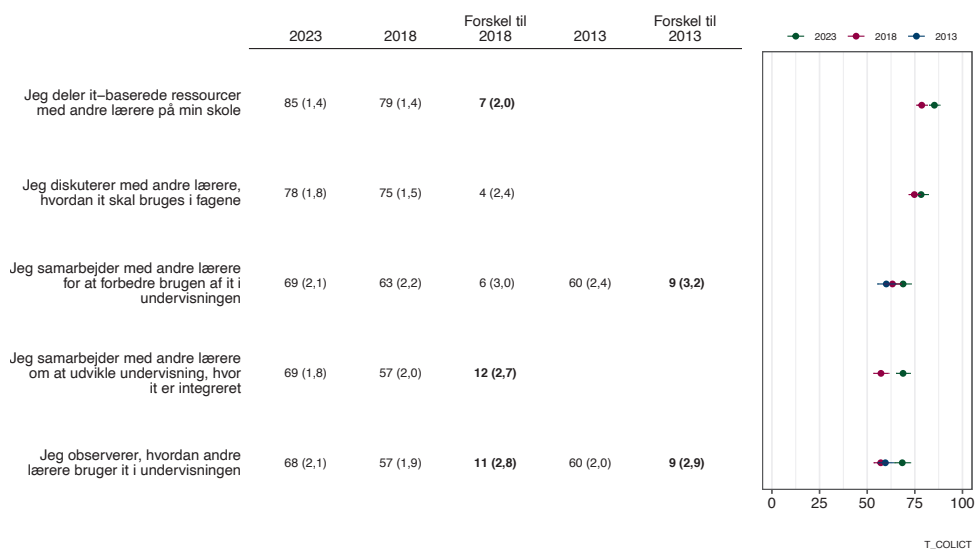 Forskel til Forskel til
2023 2018 2018 2013 2013
2023 2018 2013
Jeg deler it–baserede ressourcer
med andre lærere på min skole
85 (1,4) 79 (1,4) 7 (2,0)
Jeg diskuterer med andre lærere,
hvordan it skal bruges i fagene
78 (1,8) 75 (1,5) 4 (2,4)
Jeg samarbejder med andre lærere
for at forbedre brugen af it i
undervisningen
69 (2,1) 63 (2,2) 6 (3,0) 60 (2,4) 9 (3,2)
Jeg samarbejder med andre lærere
om at udvikle undervisning, hvor
it er integreret
69 (1,8) 57 (2,0) 12 (2,7)
Jeg observerer, hvordan andre
lærere bruger it i undervisningen
68 (2,1) 57 (1,9) 11 (2,8) 60 (2,0) 9 (2,9)
0 25 50 75 100
T_COLICT